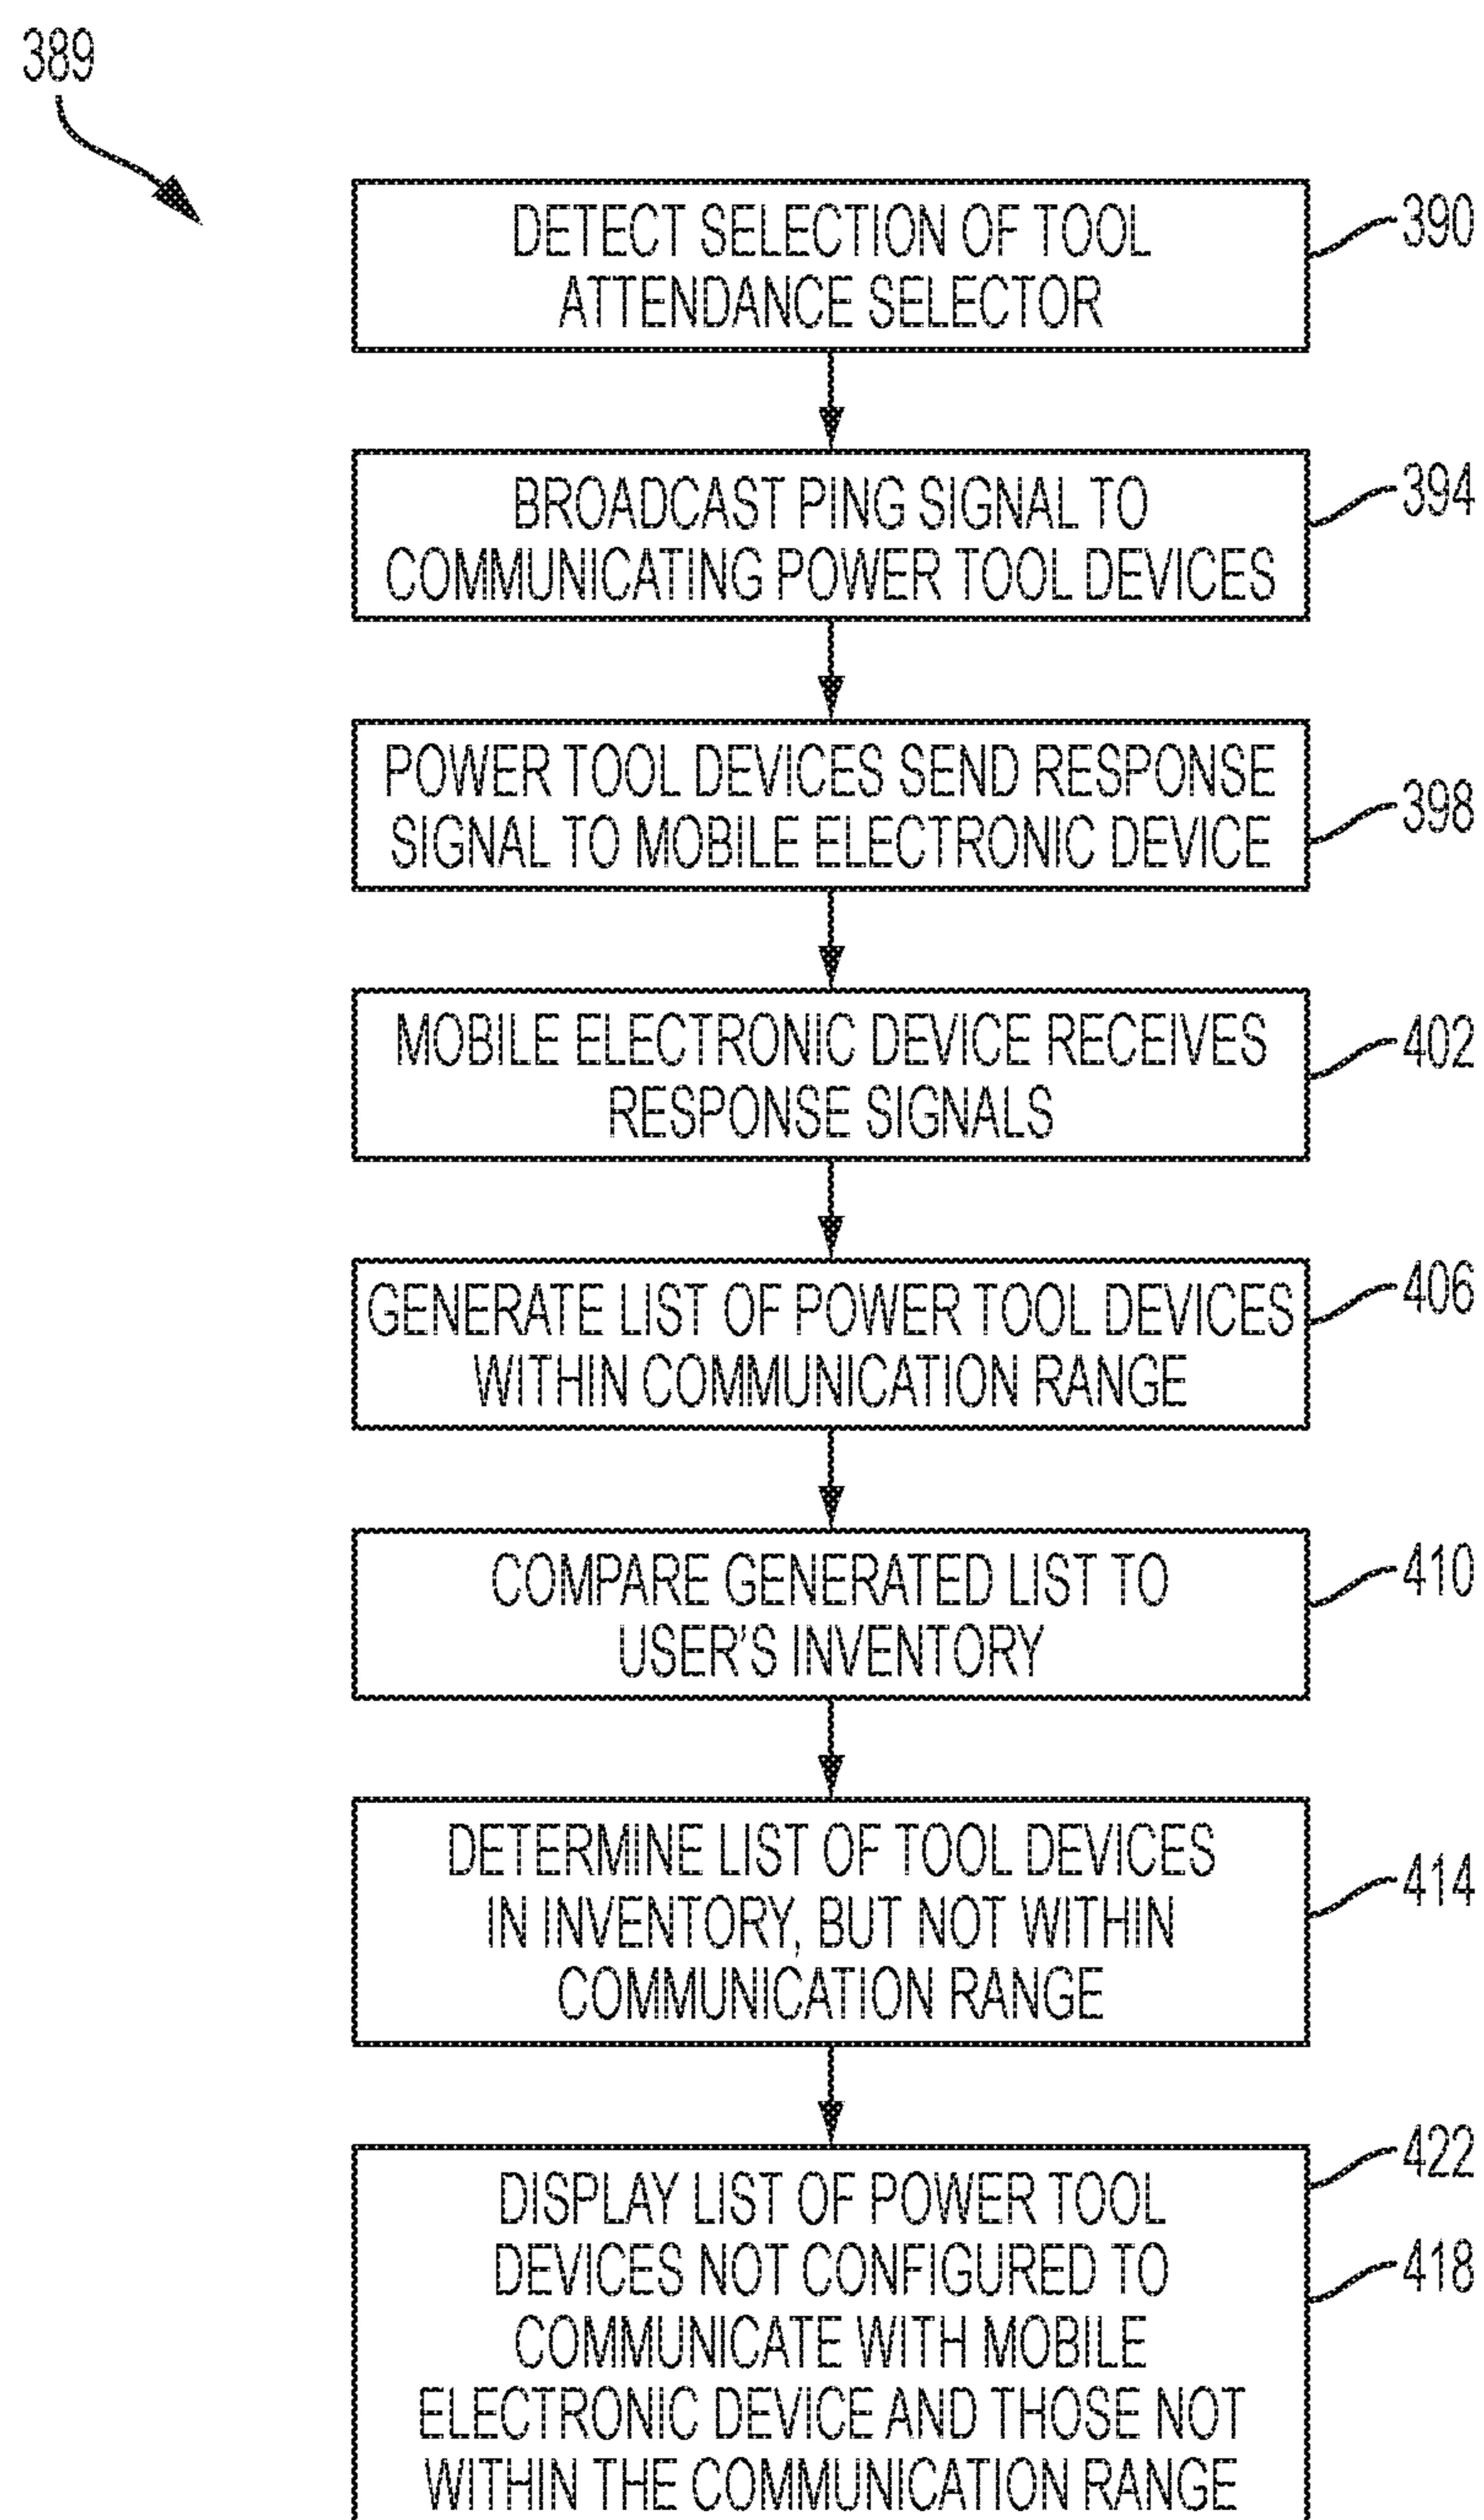 389
DETECT SELECTION OF TOOL
ATTENDANCE SELECTOR
390
BROADCAST PING SIGNAL TO
COMMUNICATING POWER TOOL DEVICES
394
POWER TOOL DEVICES SEND RESPONSE
SIGNAL TO MOBILE ELECTRONIC DEVICE
398
MOBILE ELECTRONIC DEVICE RECEIVES
RESPONSE SIGNALS
402
GENERATE LIST OF POWER TOOL DEVICES
WITHIN COMMUNICATION RANGE
406
COMPARE GENERATED LIST TO
USER'S INVENTORY
410
DETERMINE LIST OF TOOL DEVICES
IN INVENTORY, BUT NOT WITHIN
COMMUNICATION RANGE
414
DISPLAY LIST OF POWER TOOL
DEVICES NOT CONFIGURED TO
COMMUNICATE WITH MOBILE
ELECTRONIC DEVICE AND THOSE NOT
WITHIN THE COMMUNICATION RANGE
422
418